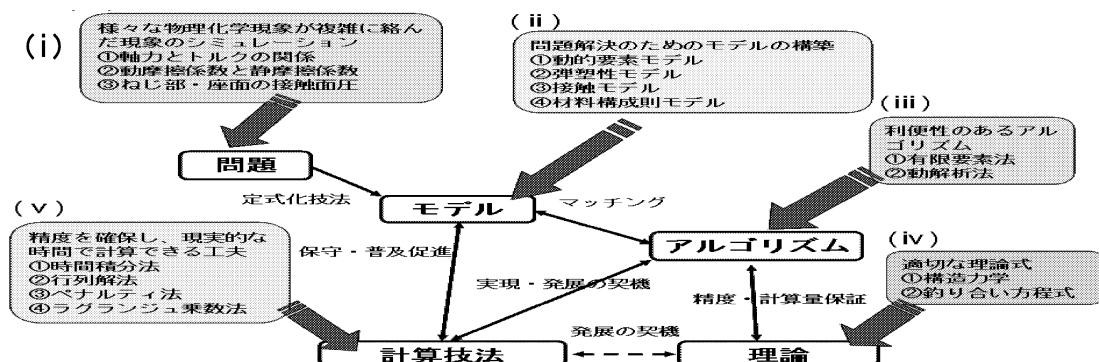 (i)
様々な物理化学現象が複雑に絡ん
だ現象のシミュレーション
①軸力とトルクの関係
②動摩擦係数と静摩擦係数
③ねじ部・座面の接触面圧
(ii)
問題解決のためのモデルの構築
①動的要素モデル
②弾塑性モデル
③接触モデル
④材料構成則モデル
(iii)
利便性のあるアル
ゴリズム
①有限要素法
②動解析法
問題
定式化技法
モデル
マッチング
アルゴリズム
(v)
精度を確保し、現実的な
時間で計算できる工夫
①時間積分法
②行列解法
③ペナルティ法
④ラグランジュ乗数法
保守・普及促進
実現・発展の契機
精度・計算量保証
(iv)
適切な理論式
①構造力学
②釣り合い方程式
発展の契機
計算技法
理論